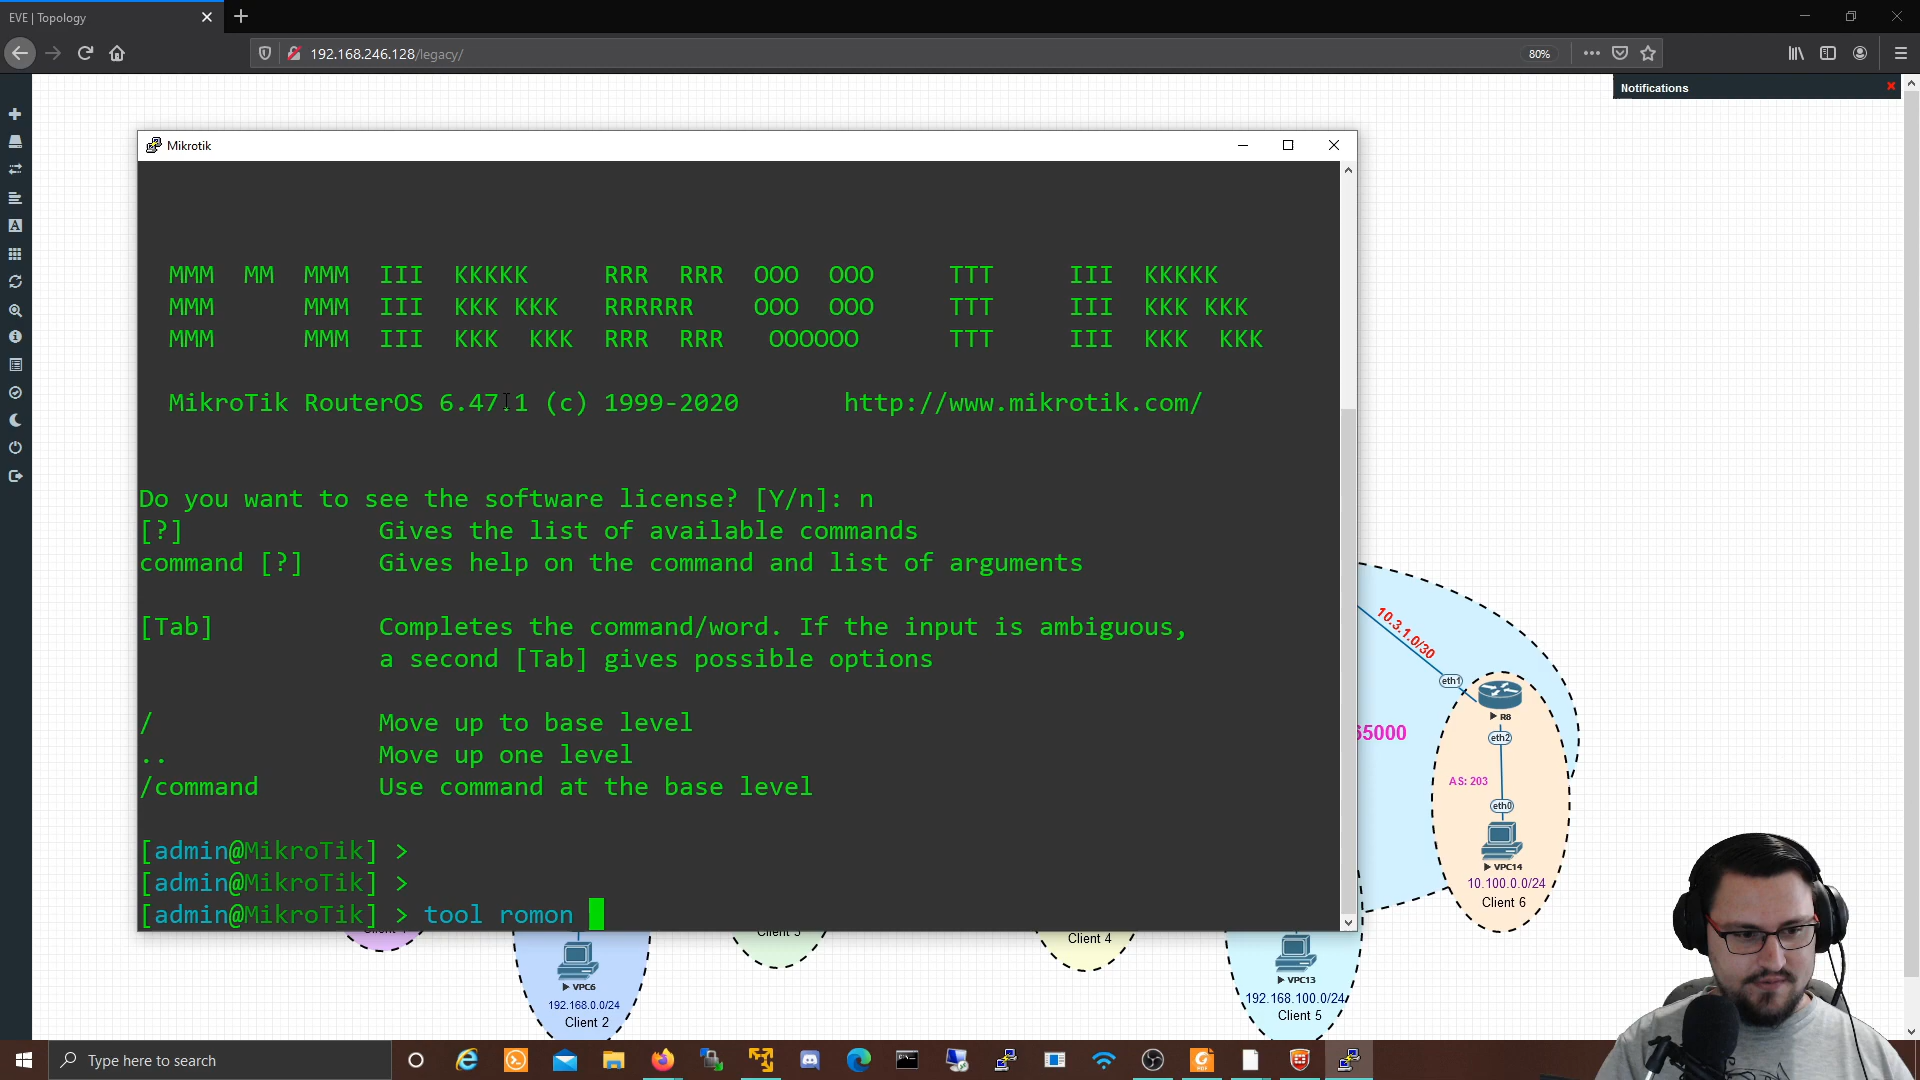 EVE | Topology
192.168.246.128/legacy/
80%
Notifications
Mikrotik
MMM MM MMM III KKKKK RRR RRR OOO OOO TTT III KKKKK
MMM MMM III KKK KKK RRRRRR OOO OOO TTT III KKK KKK
MMM MMM III KKK KKK RRR RRR OOOOOO TTT III KKK KKK
MikroTik RouterOS 6.47.1 (c) 1999-2020 http://www.mikrotik.com/
Do you want to see the software license? [Y/n]: n
[?] Gives the list of available commands
command [?] Gives help on the command and list of arguments
[Tab] Completes the command/word. If the input is ambiguous,
a second [Tab] gives possible options
/ Move up to base level
.. Move up one level
/command Use command at the base level
[admin@MikroTik] >
[admin@MikroTik] >
[admin@MikroTik] > tool romon
10.3.1.0/30
eth1
R8
eth2
65000
AS: 203
eth0
VPC14
10.100.0.0/24
Client 6
Client 3
Client 4
VPC6
192.168.0.0/24
Client 2
VPC13
192.168.100.0/24
Client 5
Type here to search